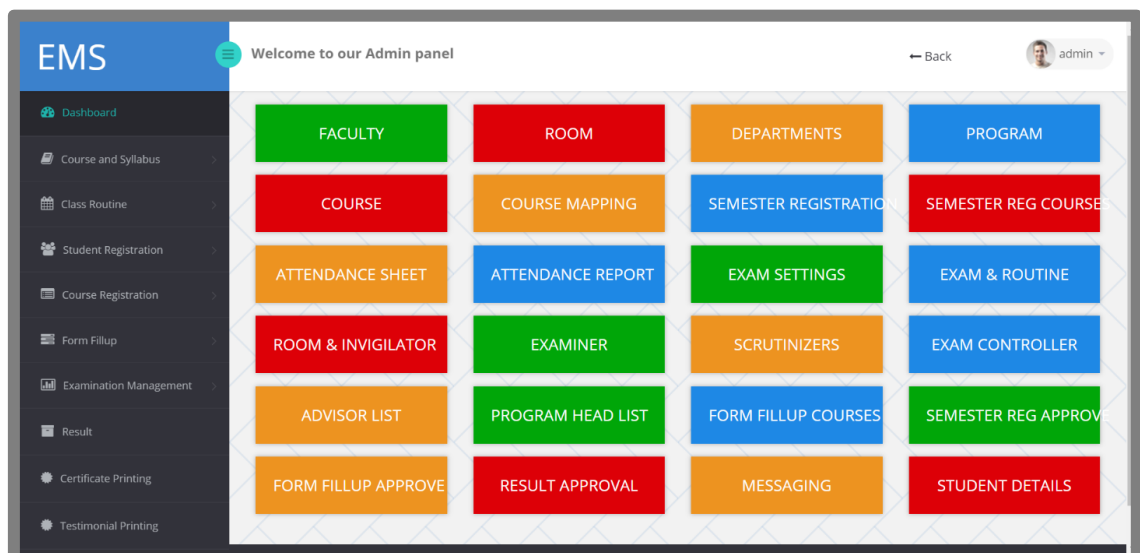 EMS
Welcome to our Admin panel
Back
admin
Dashboard
Course and Syllabus
Class Routine
Student Registration
Course Registration
Form Fillup
Examination Management
Result
Certificate Printing
Testimonial Printing
FACULTY
ROOM
DEPARTMENTS
PROGRAM
COURSE
COURSE MAPPING
SEMESTER REGISTRATION
SEMESTER REG COURSES
ATTENDANCE SHEET
ATTENDANCE REPORT
EXAM SETTINGS
EXAM & ROUTINE
ROOM & INVIGILATOR
EXAMINER
SCRUTINIZERS
EXAM CONTROLLER
ADVISOR LIST
PROGRAM HEAD LIST
FORM FILLUP COURSES
SEMESTER REG APPROVE
FORM FILLUP APPROVE
RESULT APPROVAL
MESSAGING
STUDENT DETAILS